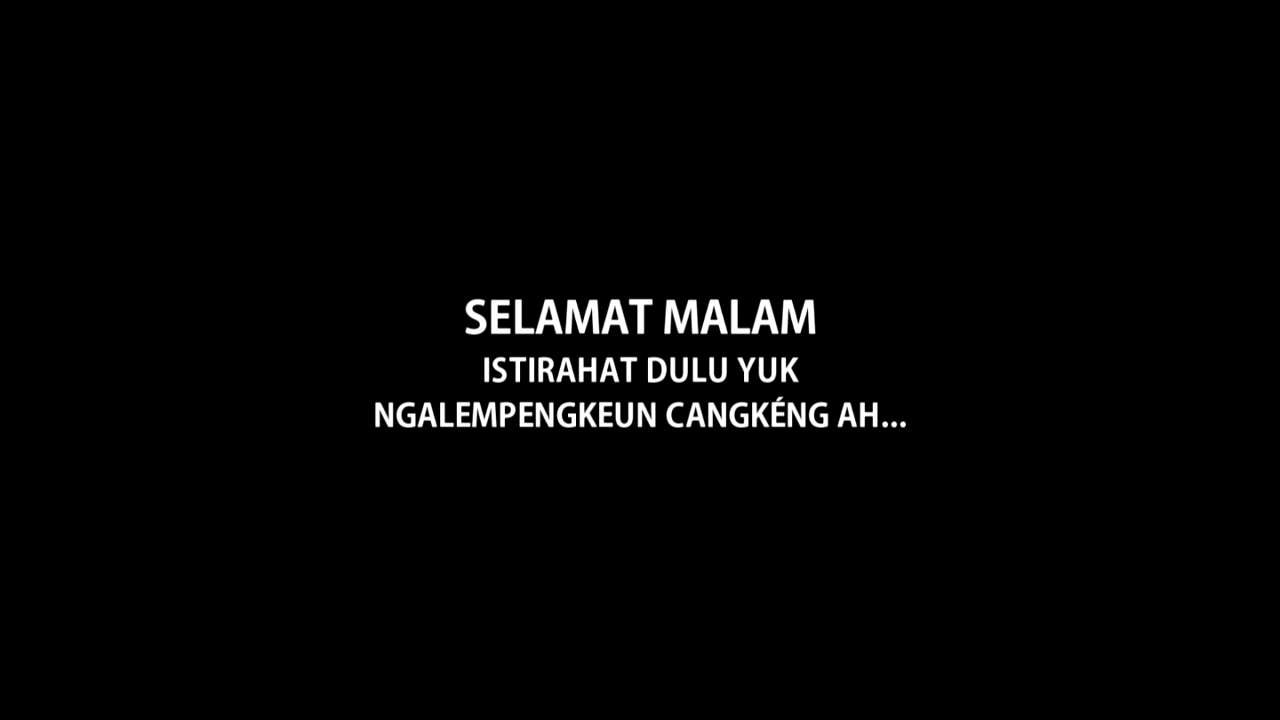 SELAMAT MALAM
ISTIRAHAT DULU YUK
NGALEMPENGKEUN CANGKÉNG AH...